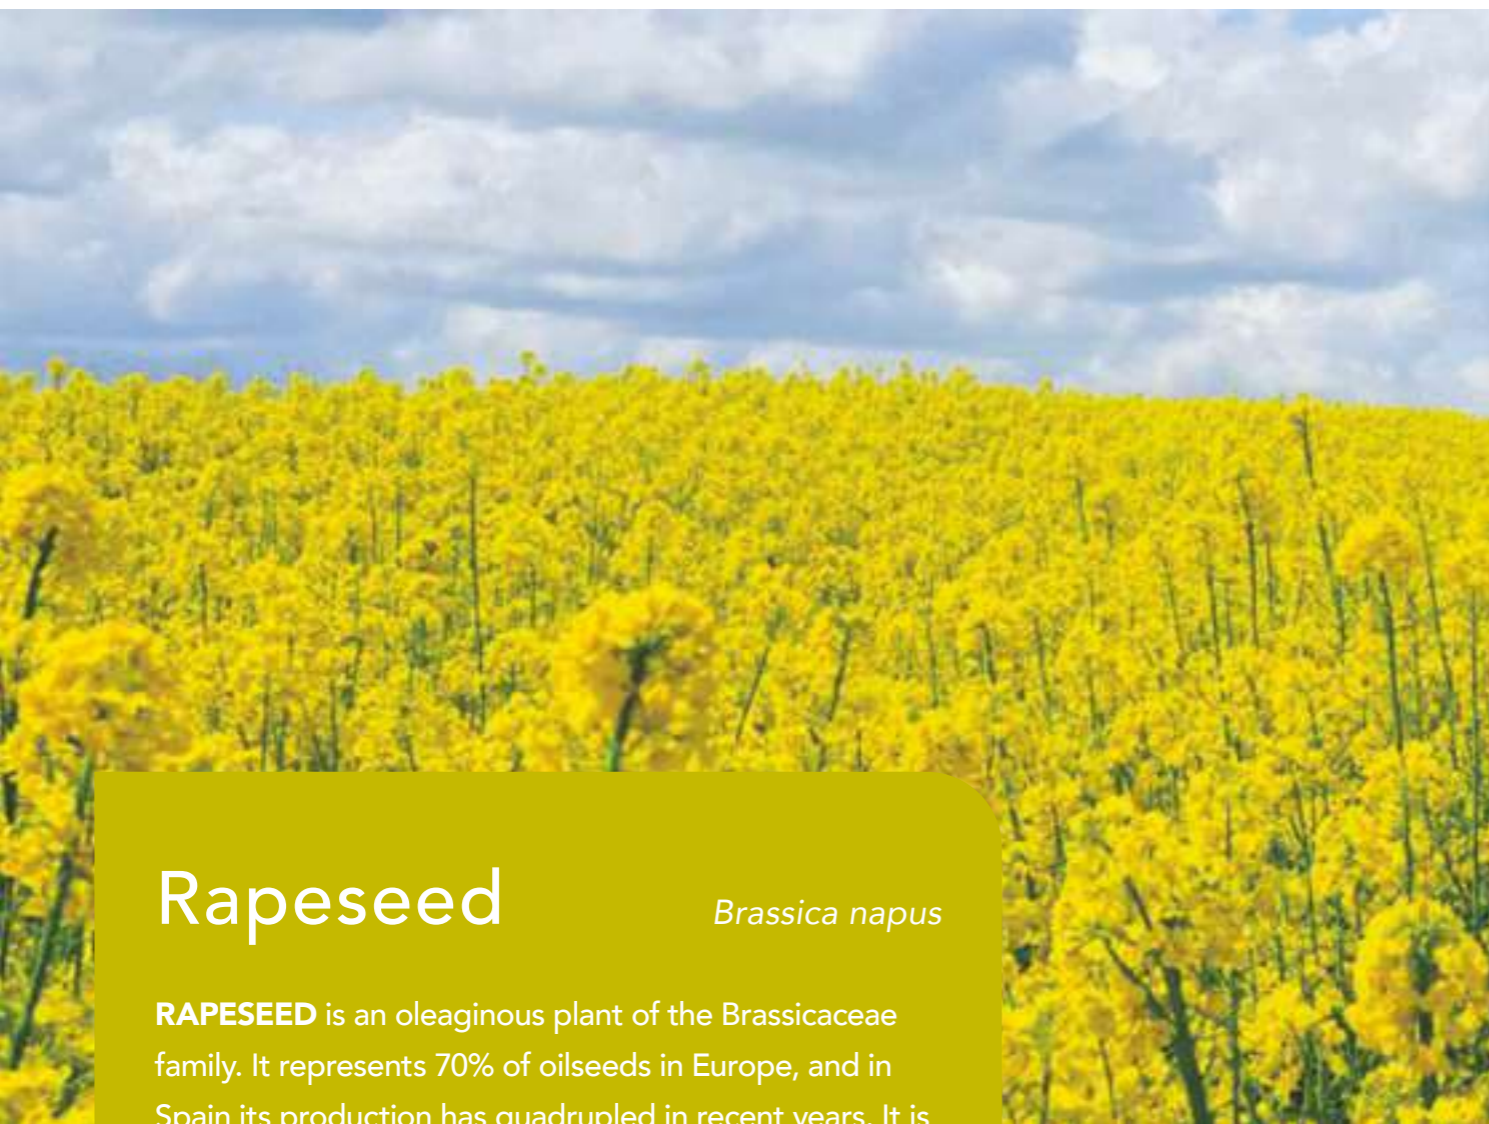 Rapeseed
Brassica napus
RAPESEED is an oleaginous plant of the Brassicaceae
family. It represents 70% of oilseeds in Europe, and in
Spain its production has quadrupled in recent years. It is